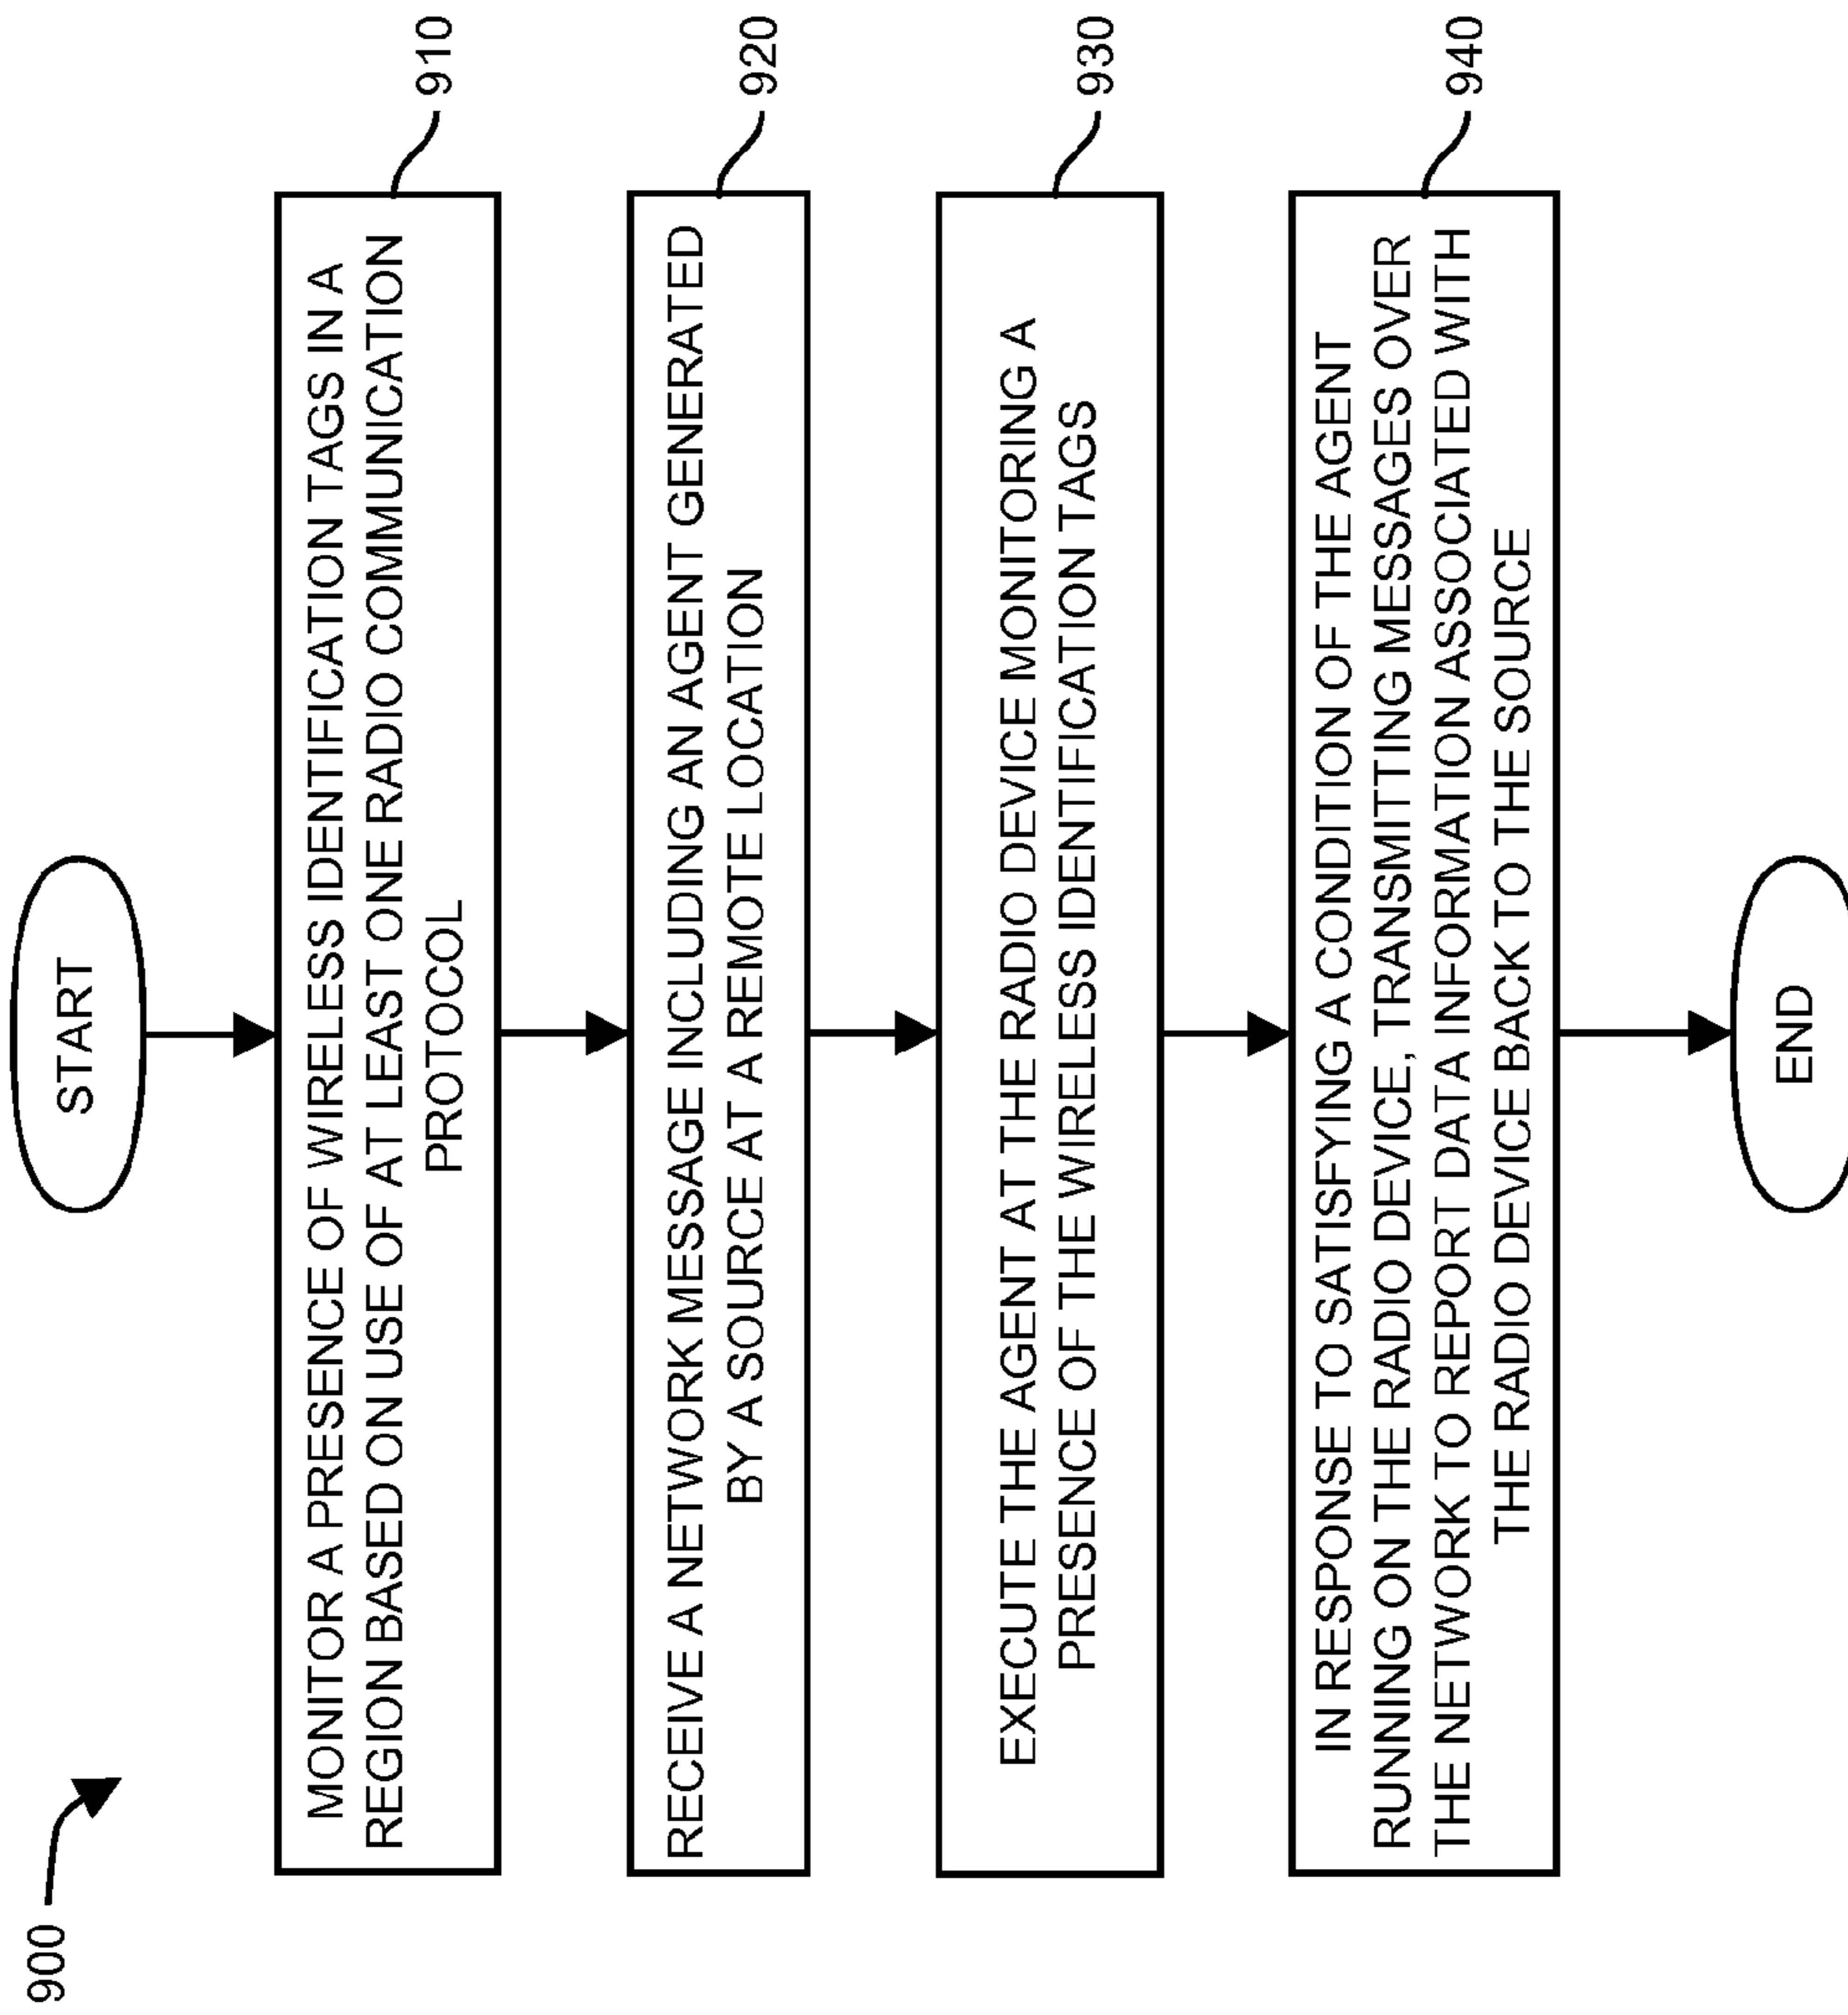 900
START
MONITOR A PRESENCE OF WIRELESS IDENTIFICATION TAGS IN A
REGION BASED ON USE OF AT LEAST ONE RADIO COMMUNICATION
PROTOCOL
910
RECEIVE A NETWORK MESSAGE INCLUDING AN AGENT GENERATED
BY A SOURCE AT A REMOTE LOCATION
920
EXECUTE THE AGENT AT THE RADIO DEVICE MONITORING A
PRESENCE OF THE WIRELESS IDENTIFICATION TAGS
930
IN RESPONSE TO SATISFYING A CONDITION OF THE AGENT
RUNNING ON THE RADIO DEVICE, TRANSMITTING MESSAGES OVER
THE NETWORK TO REPORT DATA INFORMATION ASSOCIATED WITH
THE RADIO DEVICE BACK TO THE SOURCE
940
END